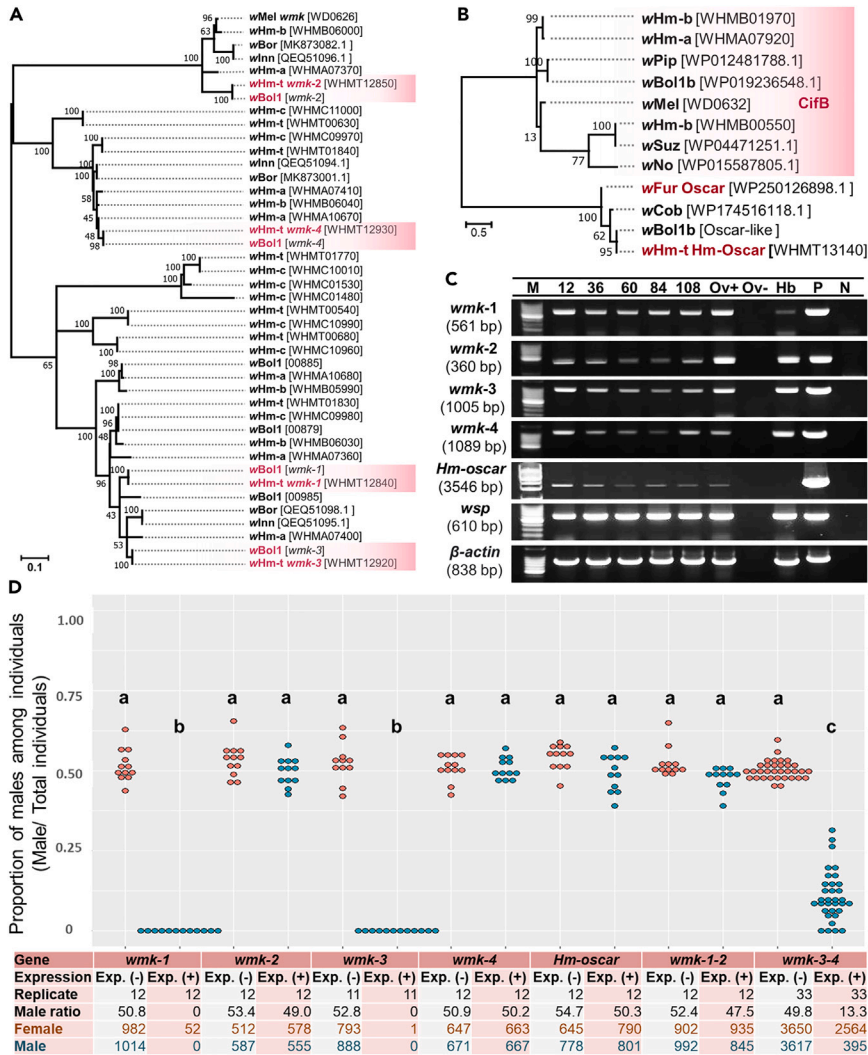 A
96
wMel wmk [WD0626]
63
wHm-b [WHMB06000]
wBor [MK873082.1]
100
wInn [QEQ51096.1]
100
wHm-a [WHMA07370]
wHm-t wmk-2 [WHMT12850]
100
wBol1 [wmk-2]
100
wHm-c [WHMC11000]
wHm-t [WHMT00630]
100
100
wHm-c [WHMC09970]
wHm-t [WHMT01840]
100
wInn [QEQ51094.1]
100
wBor [MK873001.1]
58
wHm-a [WHMA07410]
wHm-b [WHMB06040]
45
wHm-a [WHMA10670]
48
wHm-t wmk-4 [WHMT12930]
98
wBol1 [wmk-4]
wHm-t [WHMT01770]
100
wHm-c [WHMC10010]
100
wHm-c [WHMC01530]
wHm-c [WHMC01480]
100
wHm-t [WHMT00540]
wHm-c [WHMC10990]
100
wHm-t [WHMT00680]
100
wHm-c [WHMC10960]
65
98
wBol1 [00885]
wHm-a [WHMA10680]
100
wHm-b [WHMB05990]
100
wHm-t [WHMT01830]
wHm-c [WHMC09980]
96
wBol1 [00879]
100
48
wHm-b [WHMB06030]
wHm-a [WHMA07360]
100
wBol1 [wmk-1]
96
wHm-t wmk-1 [WHMT12840]
wBol1 [00985]
43
100
wBor [QEQ51098.1]
wInn [QEQ51095.1]
53
wHm-a [WHMA07400]
wBol1 [wmk-3]
100
wHm-t wmk-3 [WHMT12920]
0.1
B
99
wHm-b [WHMB01970]
wHm-a [WHMA07920]
100
wPip [WP012481788.1]
wBol1b [WP019236548.1]
wMel [WD0632] CifB
13
100
wHm-b [WHMB00550]
wSuz [WP04471251.1]
77
wNo [WP015587805.1]
wFur Oscar [WP250126898.1]
100
wCob [WP174516118.1]
62
wBol1b [Oscar-like]
95
wHm-t Hm-Oscar [WHMT13140]
0.5
C
M 12 36 60 84 108 Ov+ Ov- Hb P N
wmk-1
(561 bp)
wmk-2
(360 bp)
wmk-3
(1005 bp)
wmk-4
(1089 bp)
Hm-oscar
(3546 bp)
wsp
(610 bp)
β-actin
(838 bp)
D
Proportion of males among individuals
(Male/ Total individuals)
1.00
0.75
0.50
0.25
0
a b a a a b a a a a a a a c
Gene wmk-1 wmk-2 wmk-3 wmk-4 Hm-oscar wmk-1-2 wmk-3-4
Expression Exp. (-) Exp. (+) Exp. (-) Exp. (+) Exp. (-) Exp. (+) Exp. (-) Exp. (+) Exp. (-) Exp. (+) Exp. (-) Exp. (+) Exp. (-) Exp. (+)
Replicate 12 12 12 12 11 11 12 12 12 12 12 12 33 33
Male ratio 50.8 0 53.4 49.0 52.8 0 50.9 50.2 54.7 50.3 52.4 47.5 49.8 13.3
Female 982 52 512 578 793 1 647 663 645 790 902 935 3650 2564
Male 1014 0 587 555 888 0 671 667 778 801 992 845 3617 395